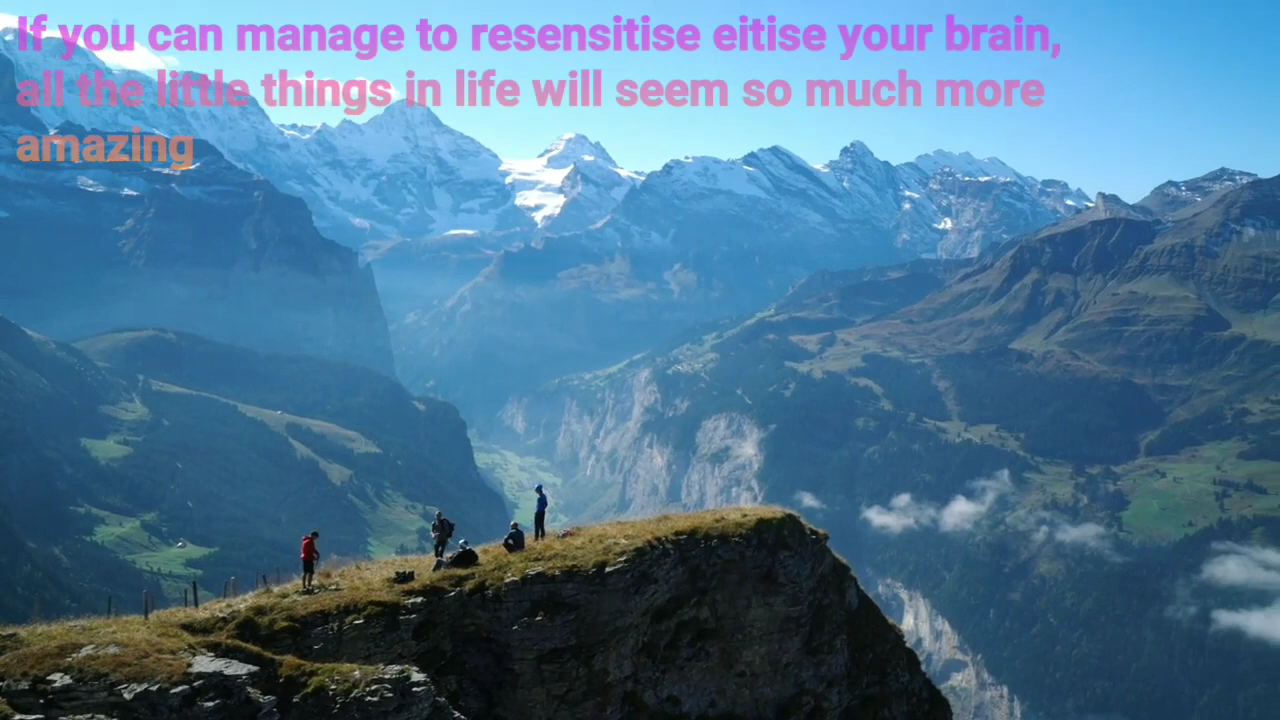 If you can manage to resensitise eitise your brain,
all the little things in life will seem so much more
amazing